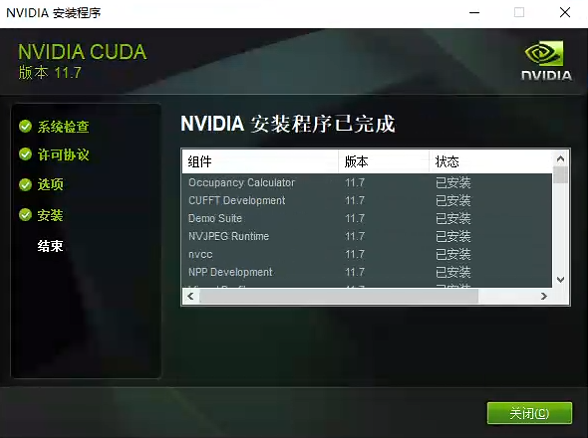 NVIDIA 安装程序
NVIDIA CUDA
版本 11.7
NVIDIA
系统检查
许可协议
选项
安装
结束
NVIDIA 安装程序已完成
组件 版本 状态
Occupancy Calculator 11.7 已安装
CUFFT Development 11.7 已安装
Demo Suite 11.7 已安装
NVJPEG Runtime 11.7 已安装
nvcc 11.7 已安装
NPP Development 11.7 已安装
关闭(C)